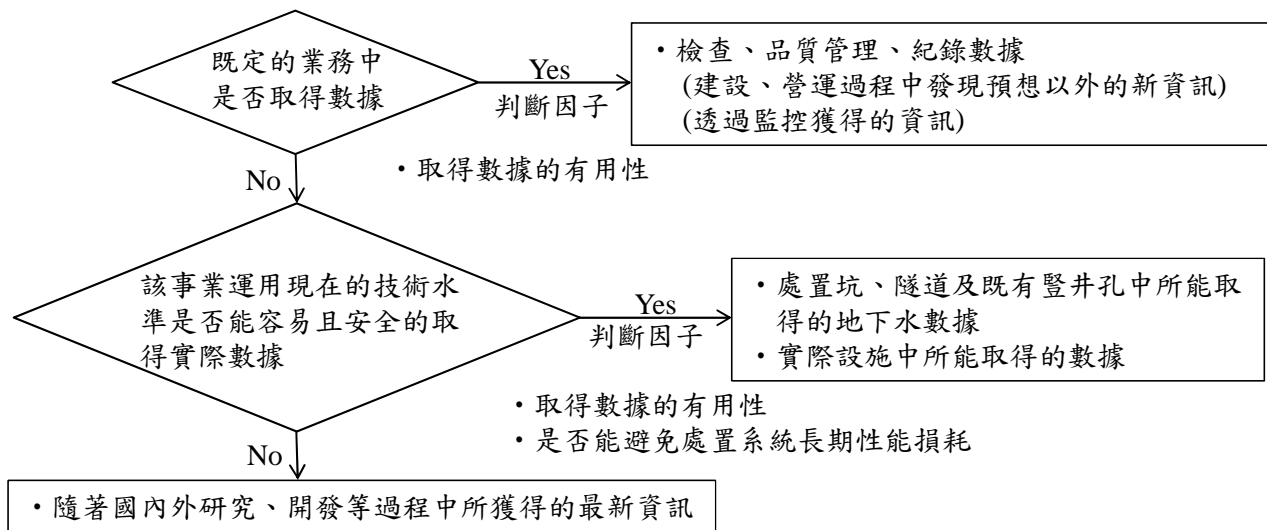 既定的業務中
是否取得數據
Yes
判斷因子
・檢查、品質管理、紀錄數據
(建設、營運過程中發現預想以外的新資訊)
(透過監控獲得的資訊)
No
・取得數據的有用性
該事業運用現在的技術水
準是否能容易且安全的取
得實際數據
Yes
判斷因子
・處置坑、隧道及既有豎井孔中所能取
得的地下水數據
・實際設施中所能取得的數據
・取得數據的有用性
・是否能避免處置系統長期性能損耗
No
・隨著國內外研究、開發等過程中所獲得的最新資訊